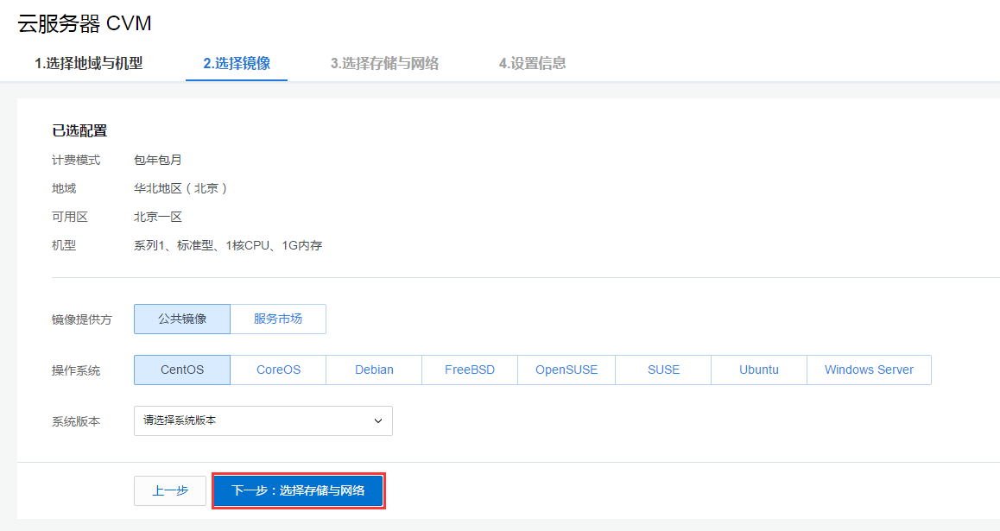 云服务器 CVM
1.选择地域与机型 2.选择镜像 3.选择存储与网络 4.设置信息
已选配置
计费模式 包年包月
地域 华北地区（北京）
可用区 北京一区
机型 系列1、标准型、1核CPU、1G内存
镜像提供方 公共镜像 服务市场
操作系统 CentOS CoreOS Debian FreeBSD OpenSUSE SUSE Ubuntu Windows Server
系统版本 请选择系统版本
上一步 下一步：选择存储与网络